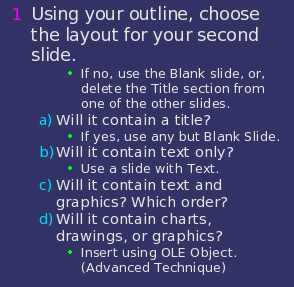 1 Using your outline, choose
the layout for your second
slide.
• If no, use the Blank slide, or,
delete the Title section from
one of the other slides.
a) Will it contain a title?
• If yes, use any but Blank Slide.
b) Will it contain text only?
• Use a slide with Text.
c) Will it contain text and
graphics? Which order?
d) Will it contain charts,
drawings, or graphics?
• Insert using OLE Object.
(Advanced Technique)